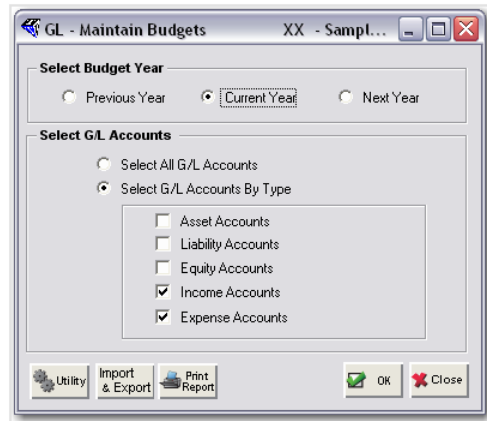 GL - Maintain Budgets XX - Sampl...
Select Budget Year
Previous Year Current Year Next Year
Select G/L Accounts
Select All G/L Accounts
Select G/L Accounts By Type
Asset Accounts
Liability Accounts
Equity Accounts
Income Accounts
Expense Accounts
Utility Import & Export Print Report OK Close